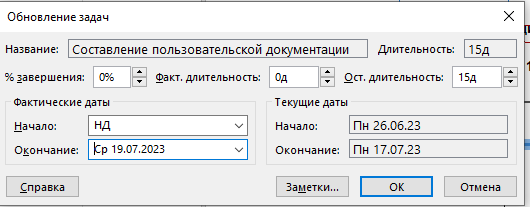 Обновление задач
Название: Составление пользовательской документации Длительность: 15д
% завершения: 0% Факт. длительность: 0д Ост. длительность: 15д
Фактические даты Текущие даты
Начало: НД Начало: Пн 26.06.23
Окончание: Ср 19.07.2023 Окончание: Пн 17.07.23
Справка Заметки... ОК Отмена